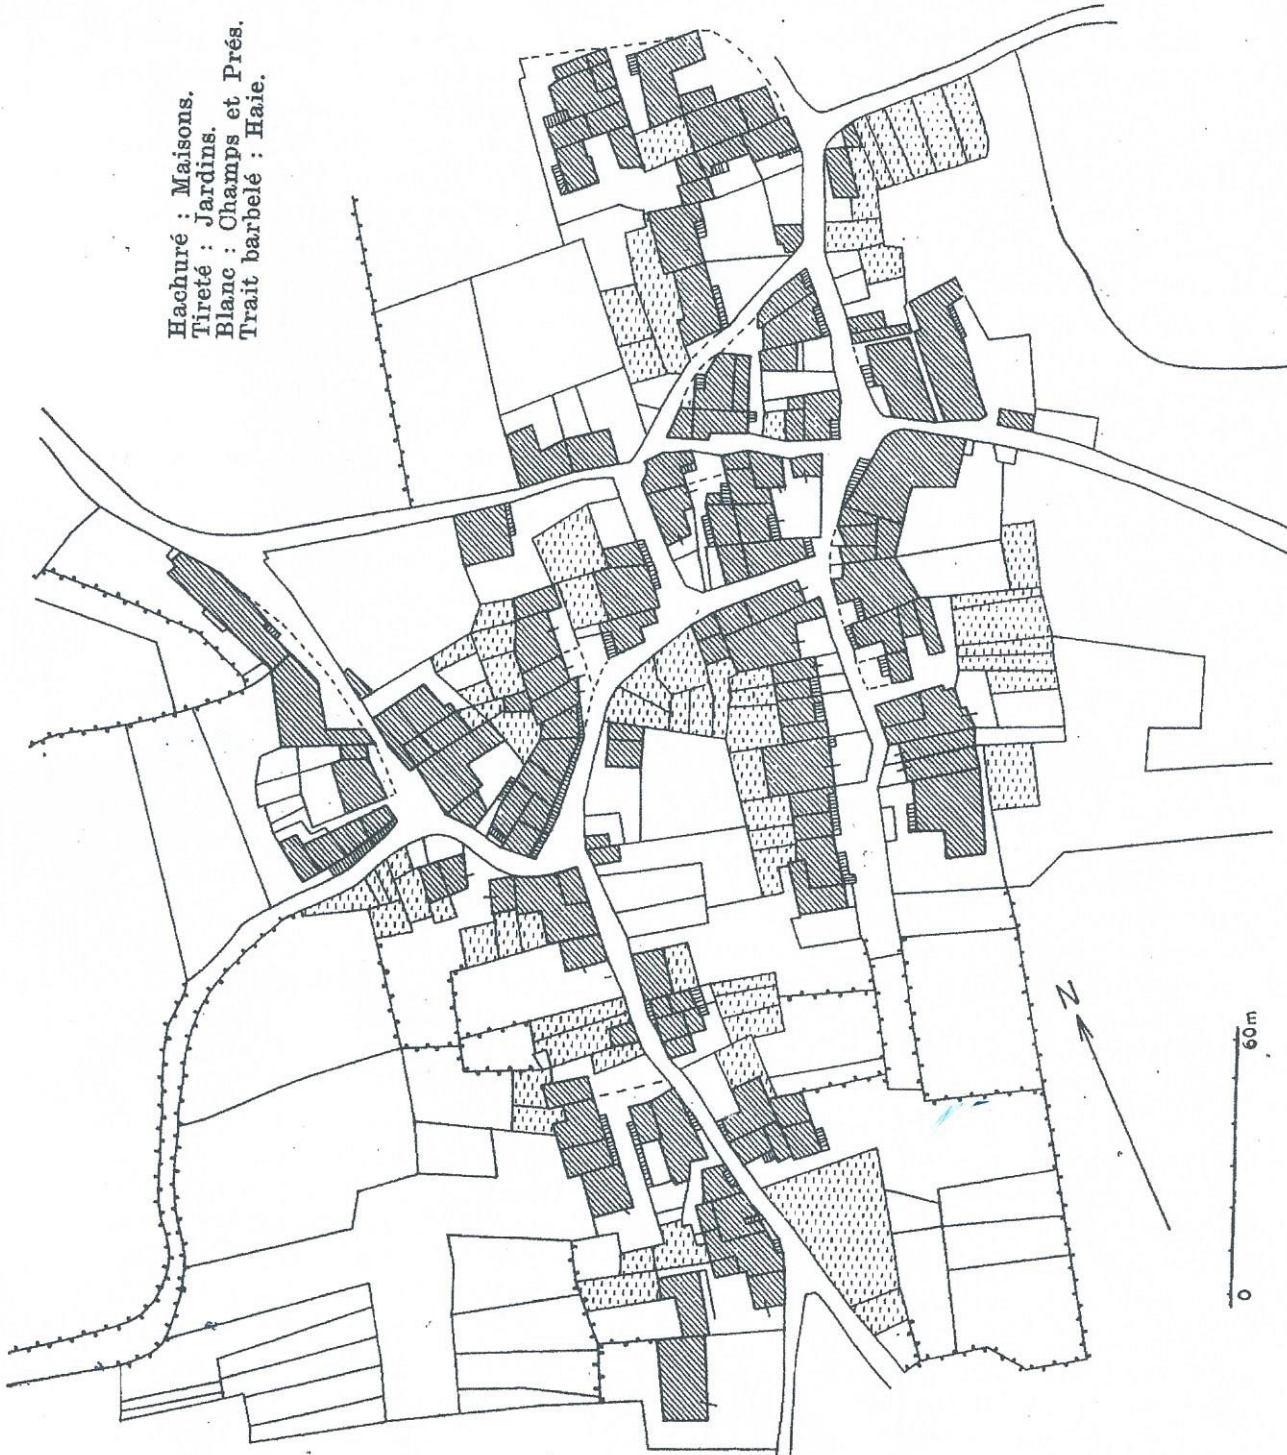 Hachuré : Maisons.
Tireté : Jardins.
Blanc : Champs et Prés.
Trait barbelé : Haie.
N
0
60m